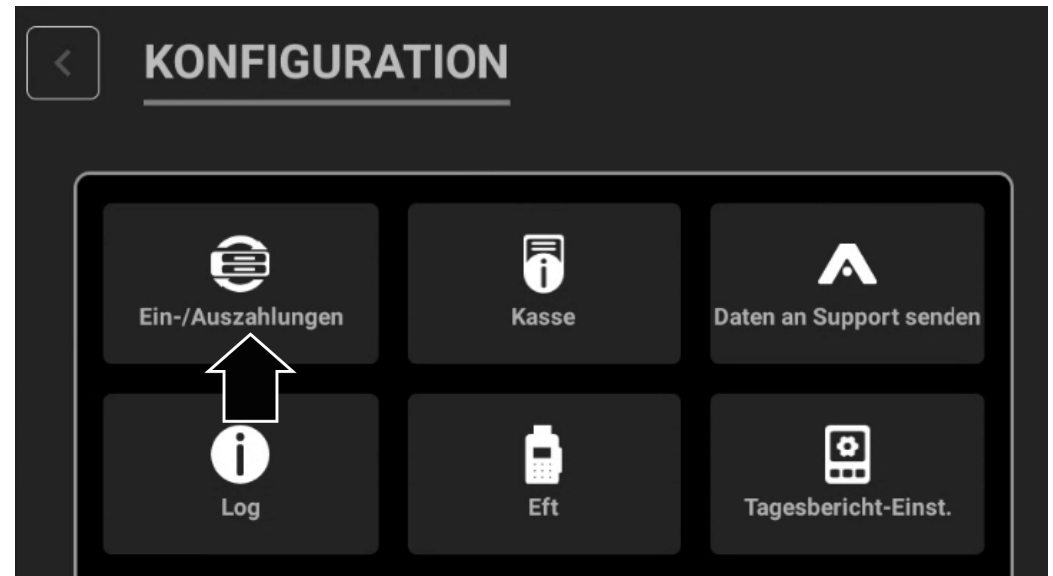 KONFIGURATION
Ein-/Auszahlungen
Kasse
Daten an Support senden
Log
Eft
Tagesbericht-Einst.